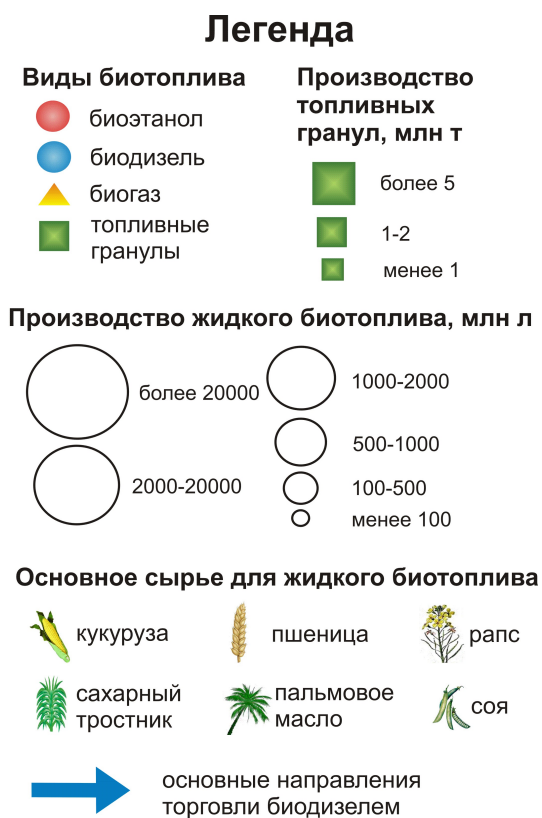 Легенда
Виды биотоплива
биоэтанол
биодизель
биогаз
топливные
гранулы
Производство
топливных
гранул, млн т
более 5
1-2
менее 1
Производство жидкого биотоплива, млн л
более 20000
2000-20000
1000-2000
500-1000
100-500
менее 100
Основное сырье для жидкого биотоплива
кукуруза
пшеница
рапс
сахарный
тростник
пальмовое
масло
соя
основные направления
торговли биодизелем